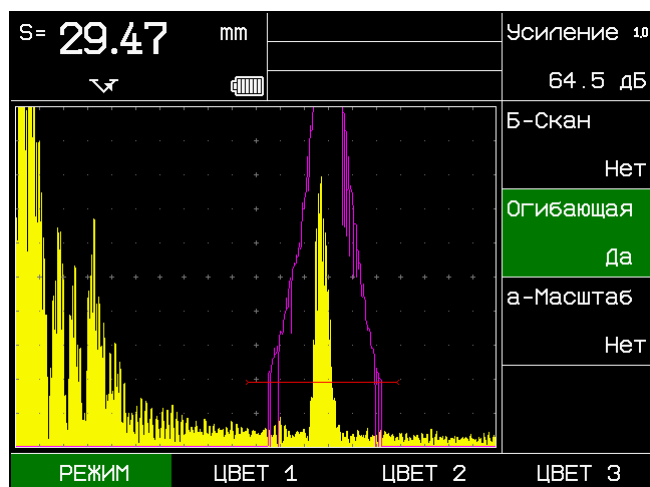 S= 29.47 mm
Усиление 1.0
64.5 дБ
Б-Скан
Нет
Огибающая
Да
а-Масштаб
Нет
РЕЖИМ ЦВЕТ 1 ЦВЕТ 2 ЦВЕТ 3